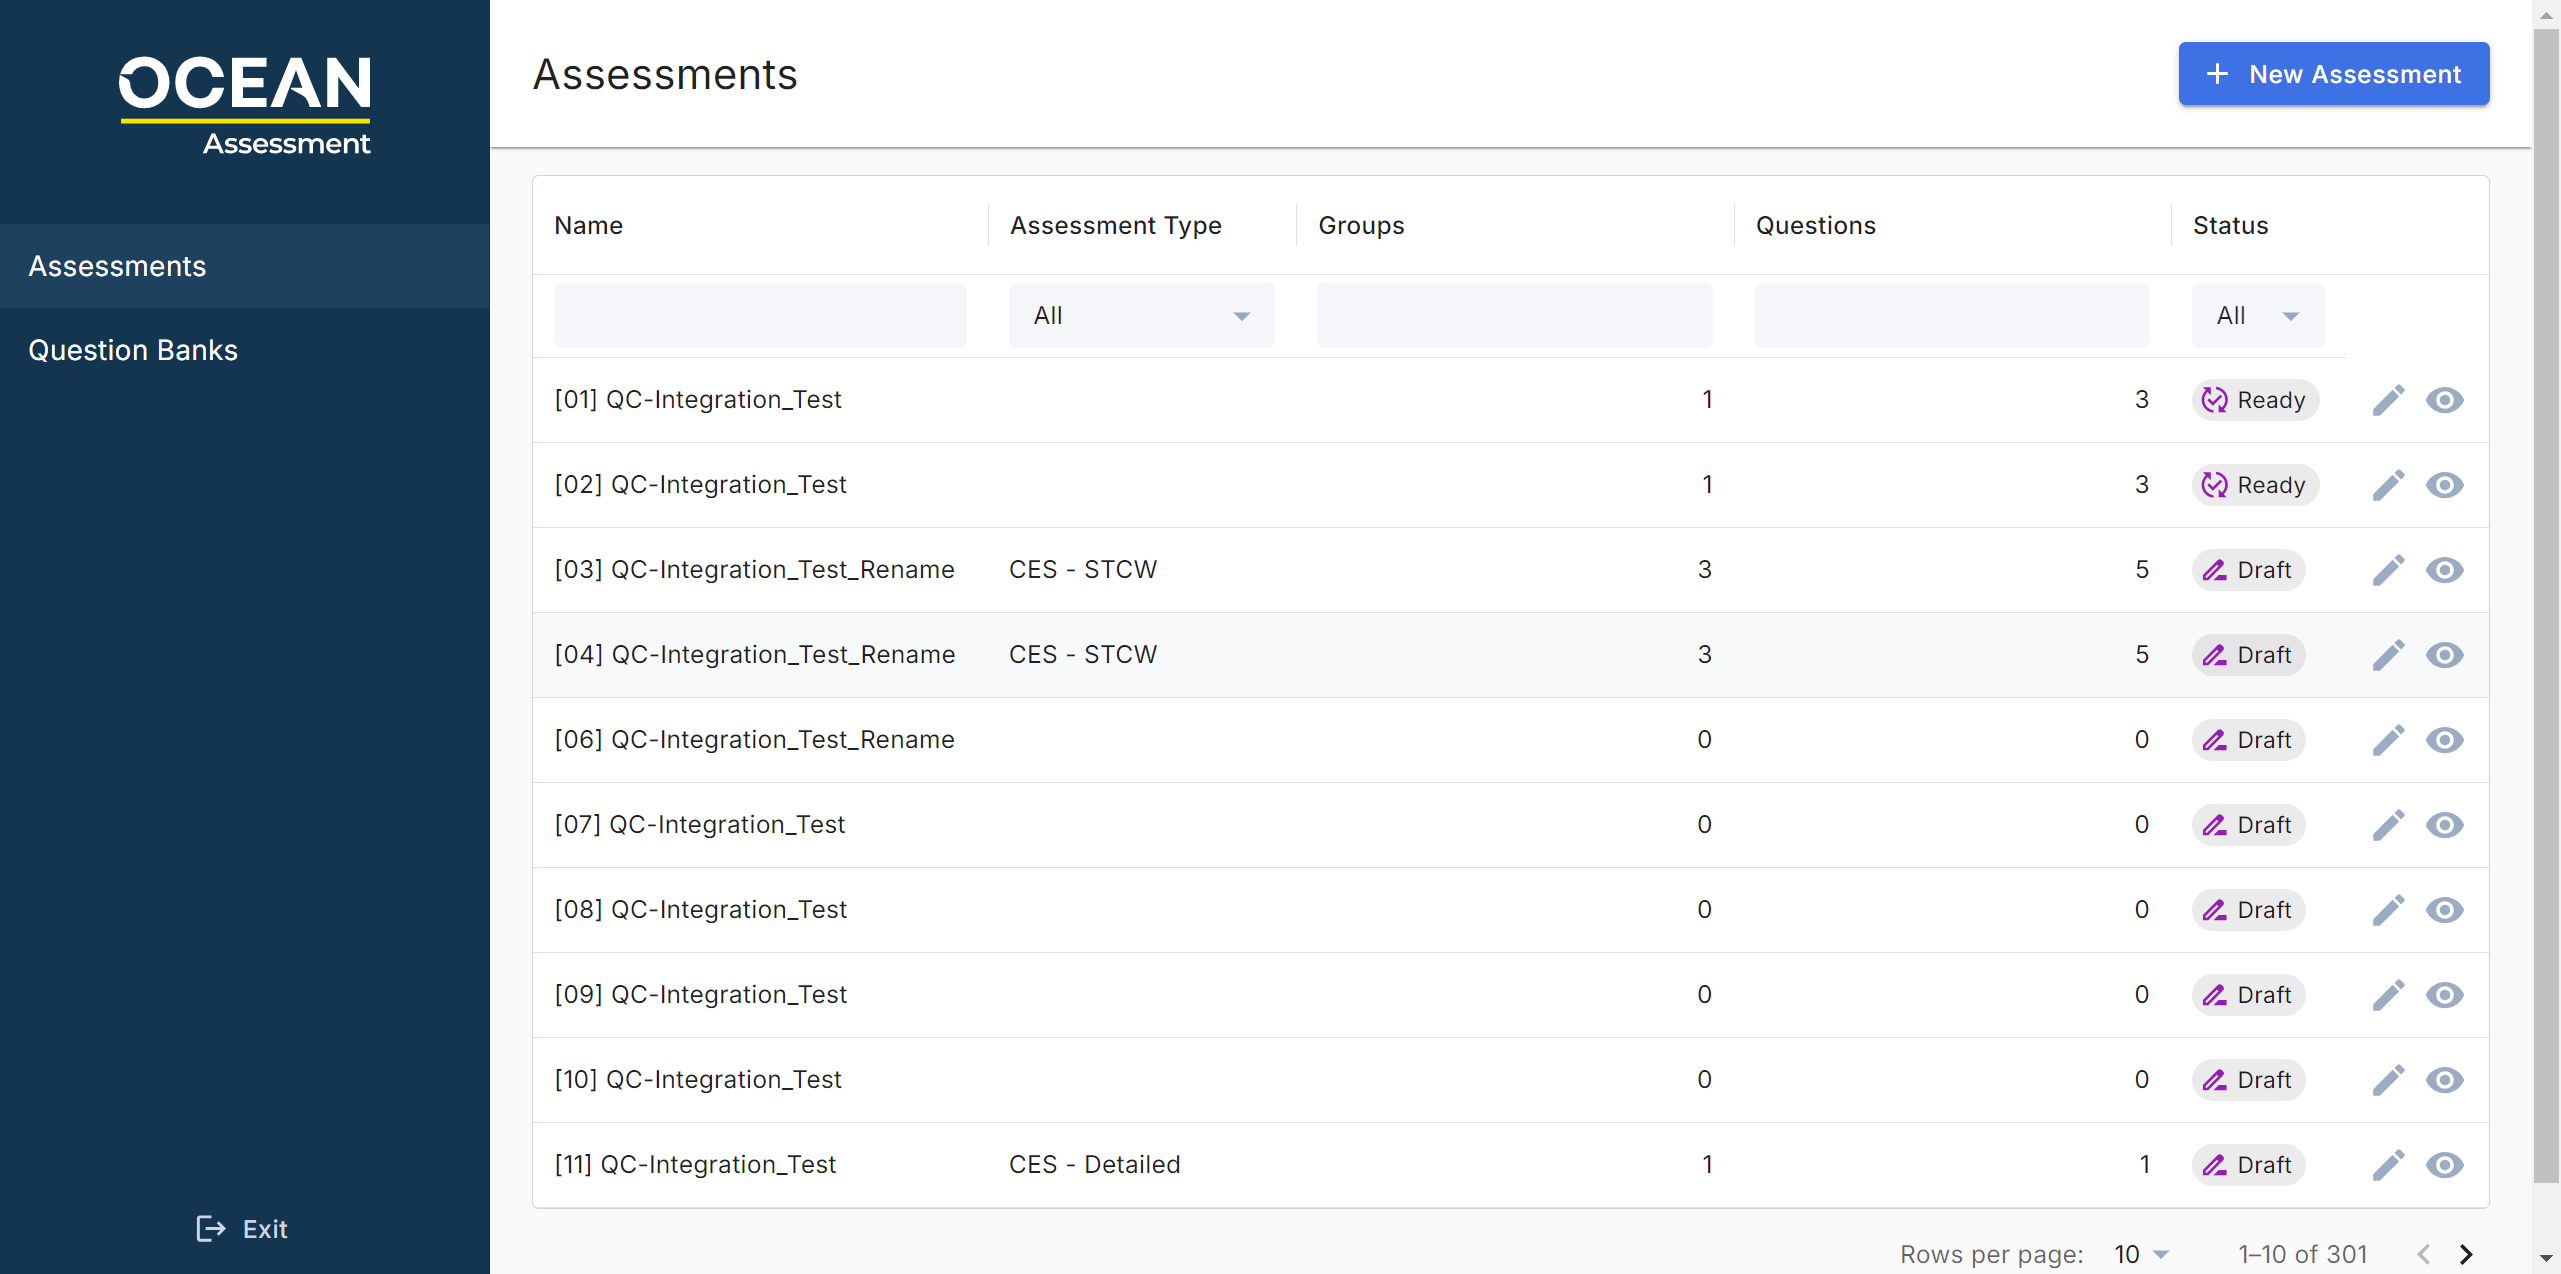 OCEAN
Assessment
Assessments
Question Banks
Exit
Assessments
New Assessment
Name Assessment Type Groups Questions Status
All All
[01] QC-Integration_Test 1 3 Ready
[02] QC-Integration_Test 1 3 Ready
[03] QC-Integration_Test_Rename CES - STCW 3 5 Draft
[04] QC-Integration_Test_Rename CES - STCW 3 5 Draft
[06] QC-Integration_Test_Rename 0 0 Draft
[07] QC-Integration_Test 0 0 Draft
[08] QC-Integration_Test 0 0 Draft
[09] QC-Integration_Test 0 0 Draft
[10] QC-Integration_Test 0 0 Draft
[11] QC-Integration_Test CES - Detailed 1 1 Draft
Rows per page: 10 1–10 of 301